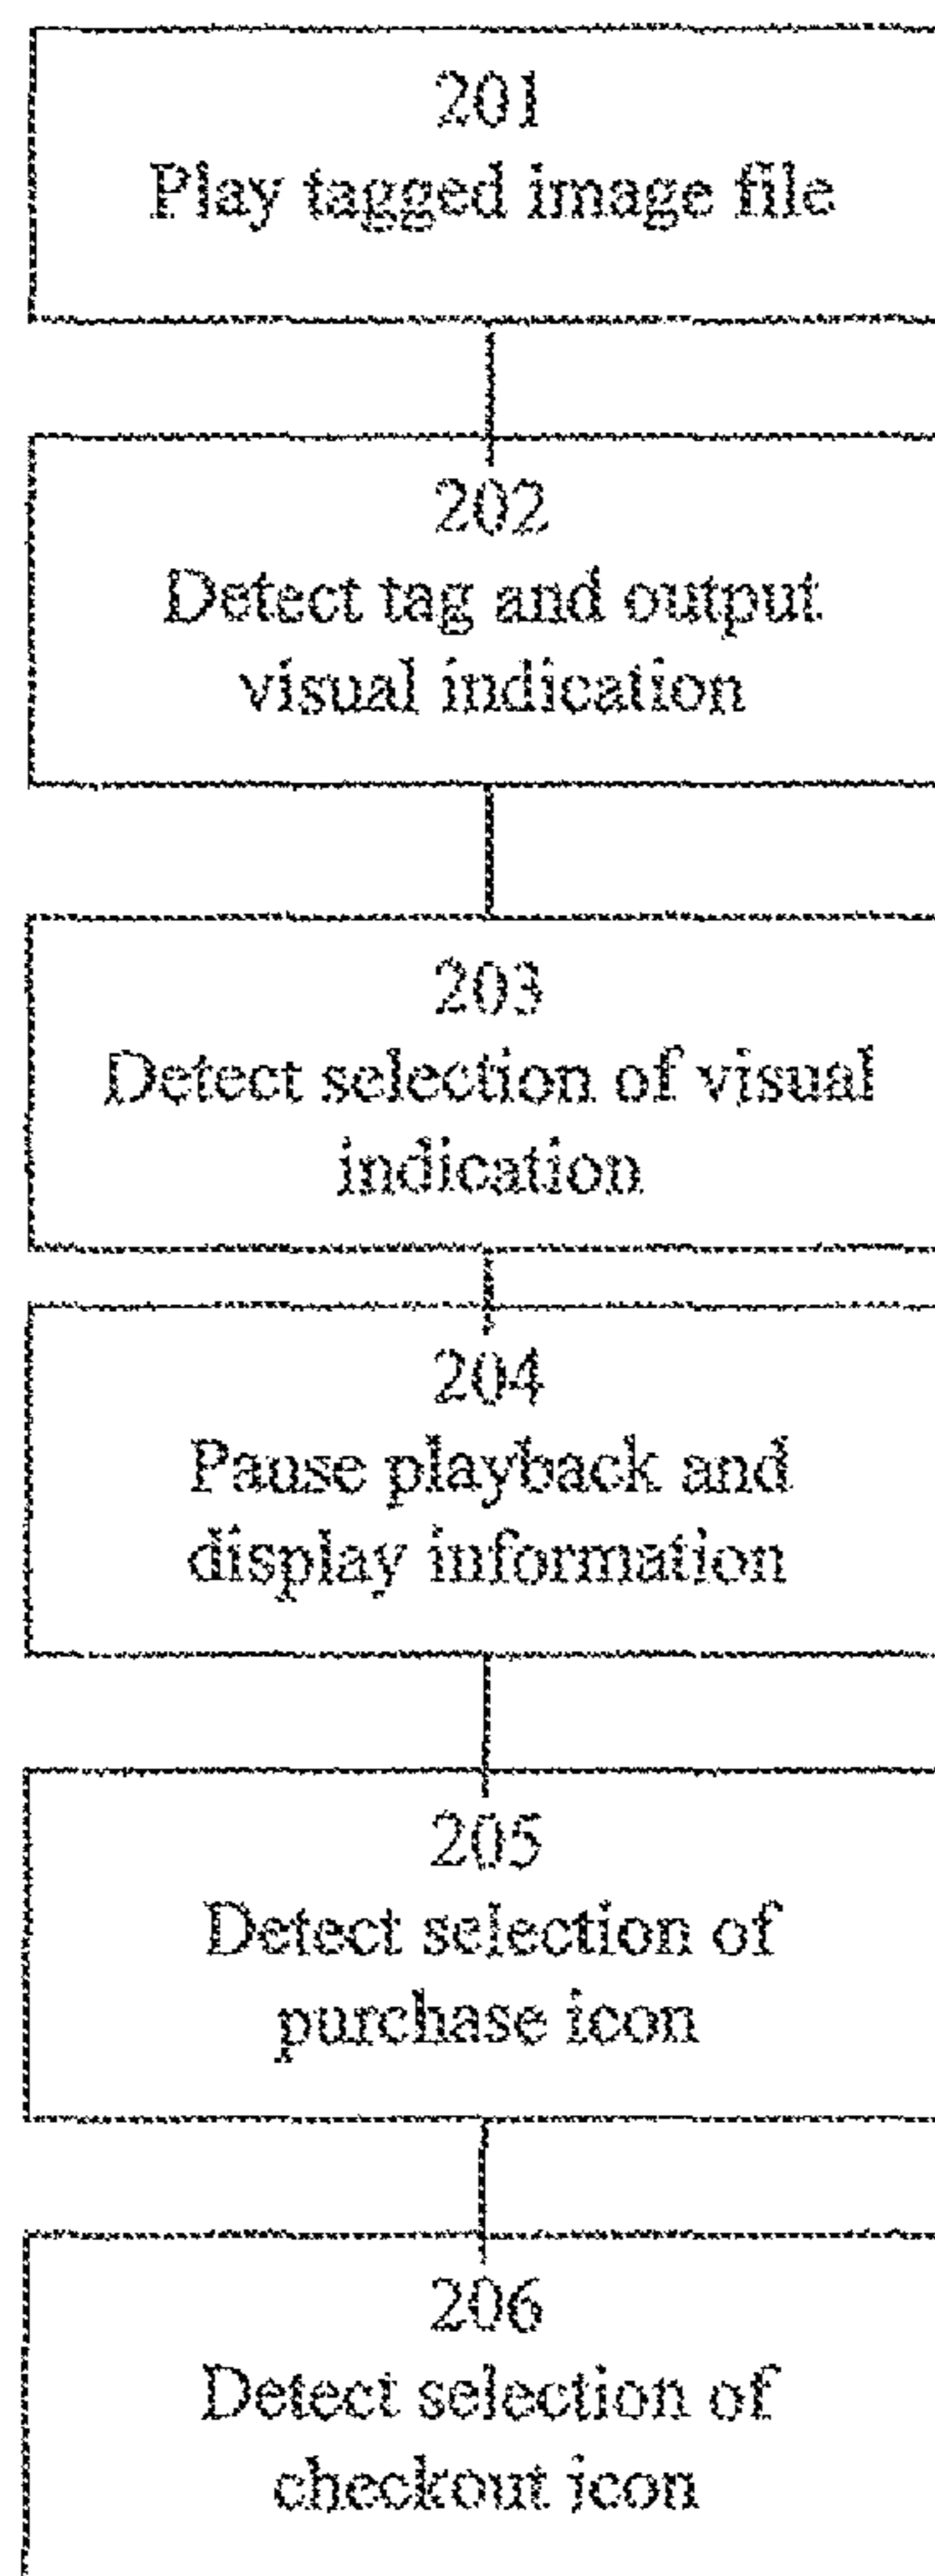 201
Play tagged image file
202
Detect tag and output
visual indication
203
Detect selection of visual
indication
204
Pause playback and
display information
205
Detect selection of
purchase icon
206
Detect selection of
checkout icon